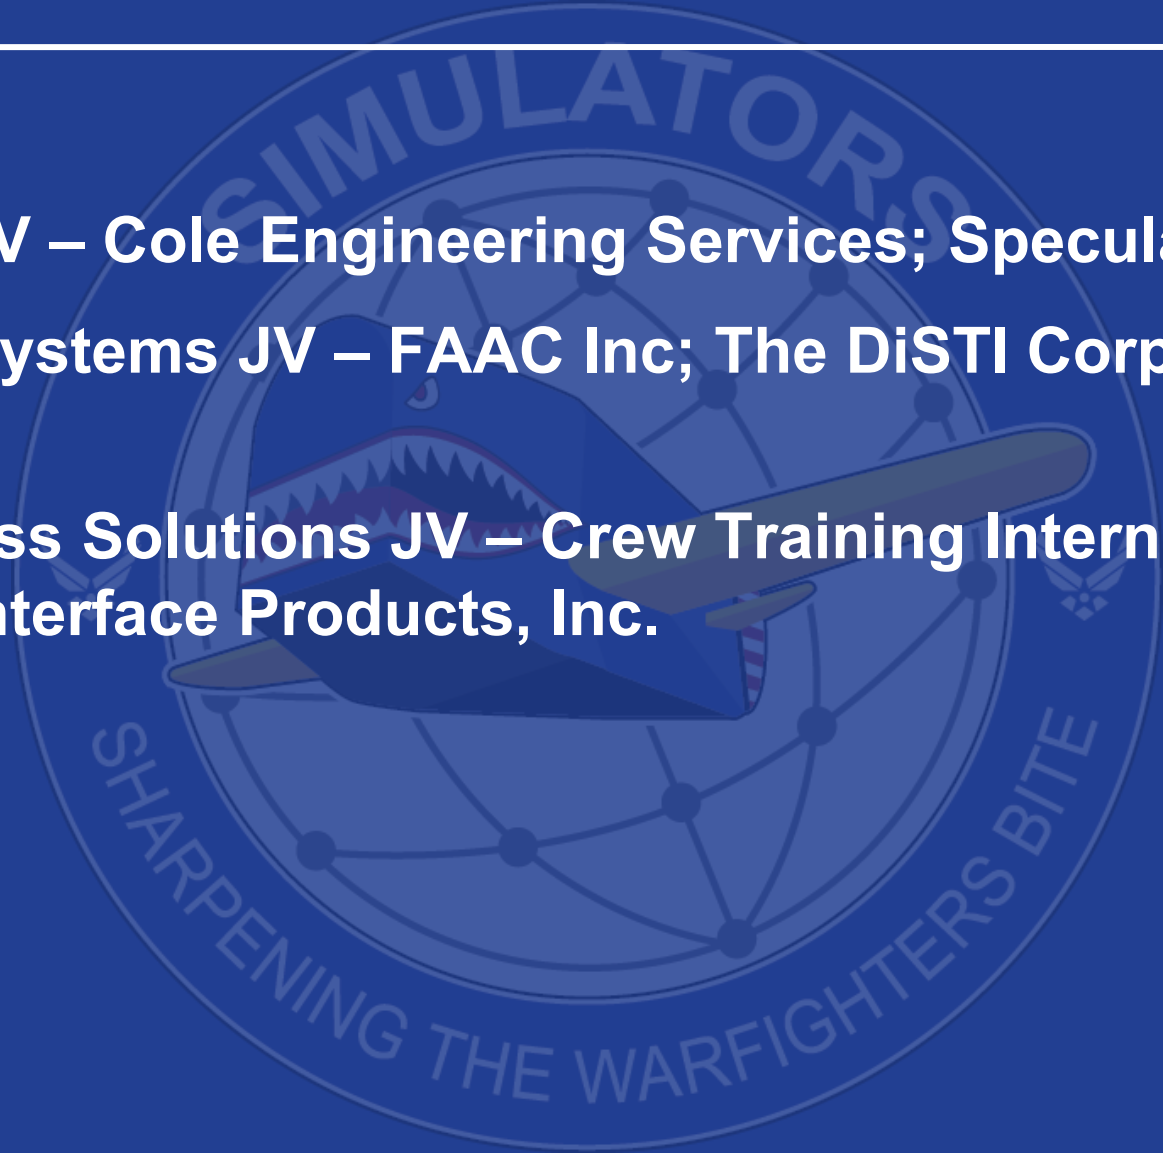 SIMULATORS
V – Cole Engineering Services; Specula
ystems JV – FAAC Inc; The DiSTI Corp
ss Solutions JV – Crew Training Intern
nterface Products, Inc.
SHARPENING THE WARFIGHTERS BITE